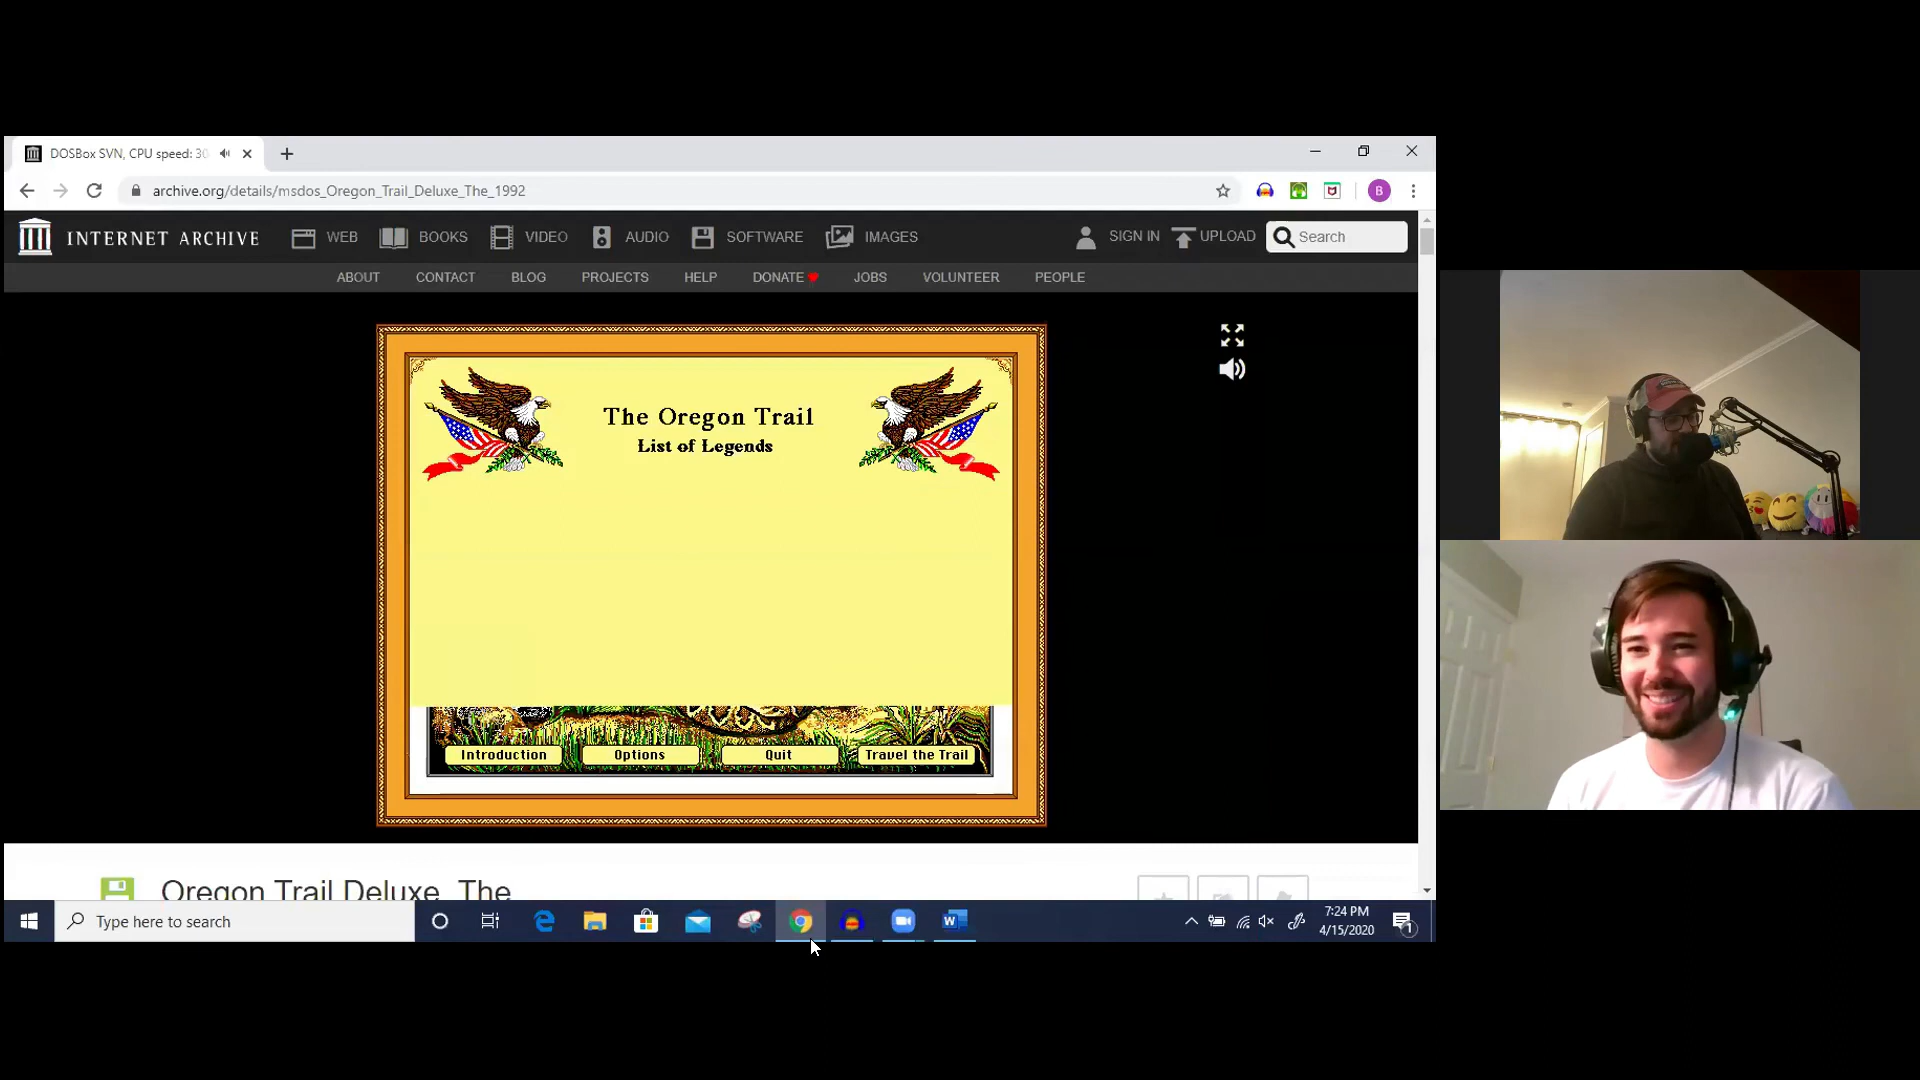 DOSBox SVN, CPU speed: 30
archive.org/details/msdos_Oregon_Trail_Deluxe_The_1992
B
INTERNET ARCHIVE WEB BOOKS VIDEO AUDIO SOFTWARE IMAGES SIGN IN UPLOAD Search
ABOUT CONTACT BLOG PROJECTS HELP DONATE JOBS VOLUNTEER PEOPLE
The Oregon Trail
List of Legends
Introduction Options Quit Travel the Trail
Oregon Trail Deluxe, The
Type here to search
7:24 PM
4/15/2020
1